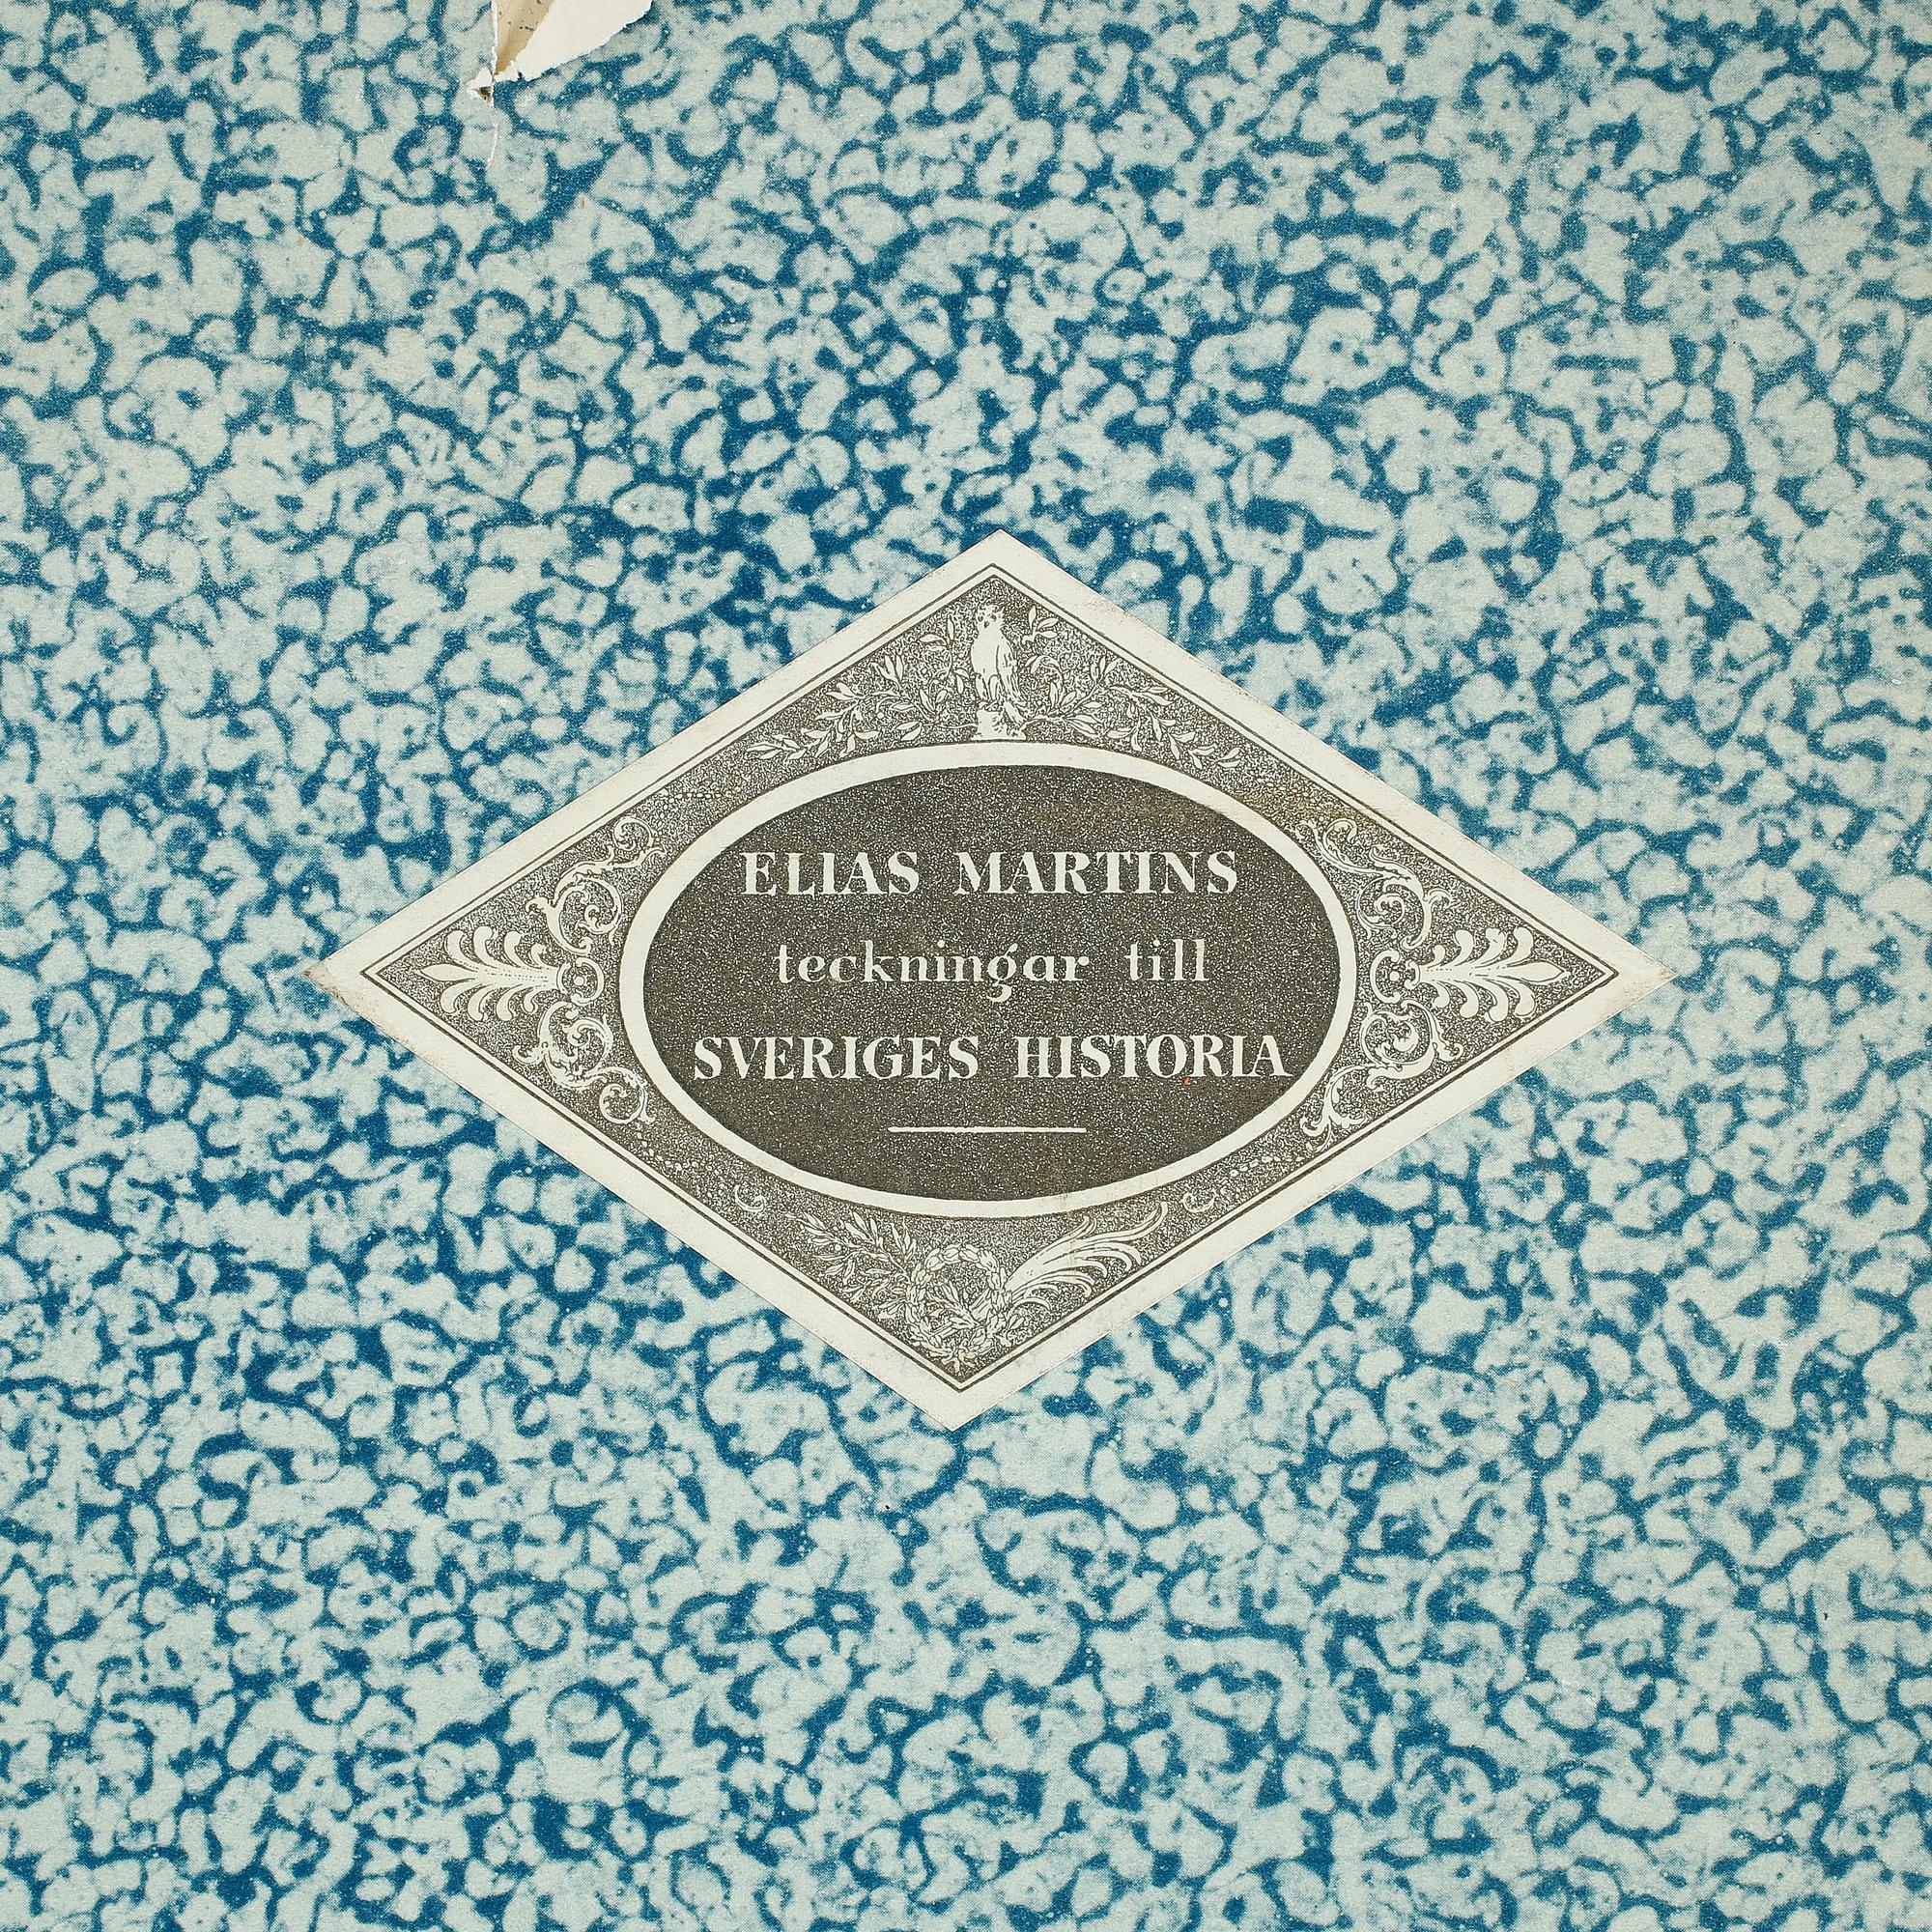 ELIAS MARTINS
teckningar till
SVERIGES HISTORIA